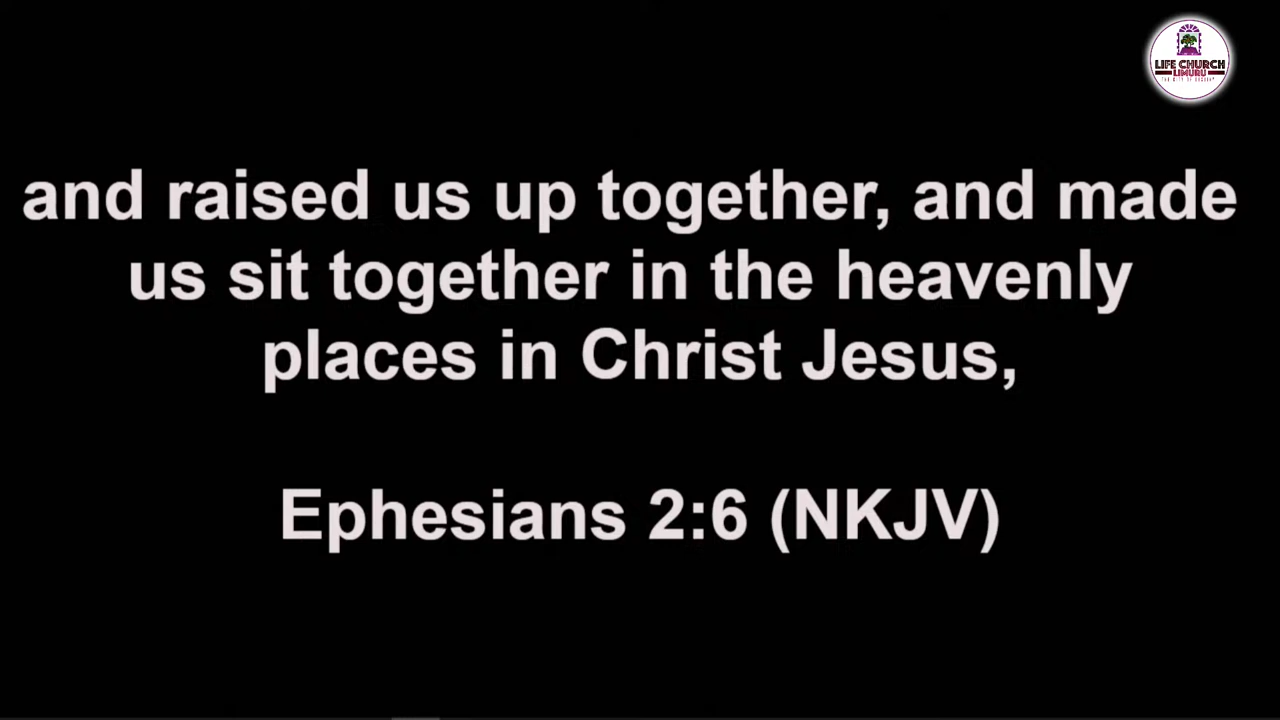 LIFE CHURCH
LIMURU
and raised us up together, and made
us sit together in the heavenly
places in Christ Jesus,
Ephesians 2:6 (NKJV)